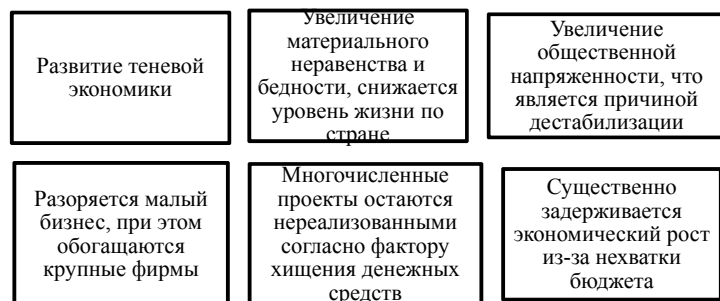 Развитие теневой
экономики
Увеличение
материального
неравенства и
бедности, снижается
уровень жизни по
стране
Увеличение
общественной
напряженности, что
является причиной
дестабилизации
Разоряется малый
бизнес, при этом
обогащаются
крупные фирмы
Многочисленные
проекты остаются
нереализованными
согласно фактору
хищения денежных
средств
Существенно
задерживается
экономический рост
из-за нехватки
бюджета